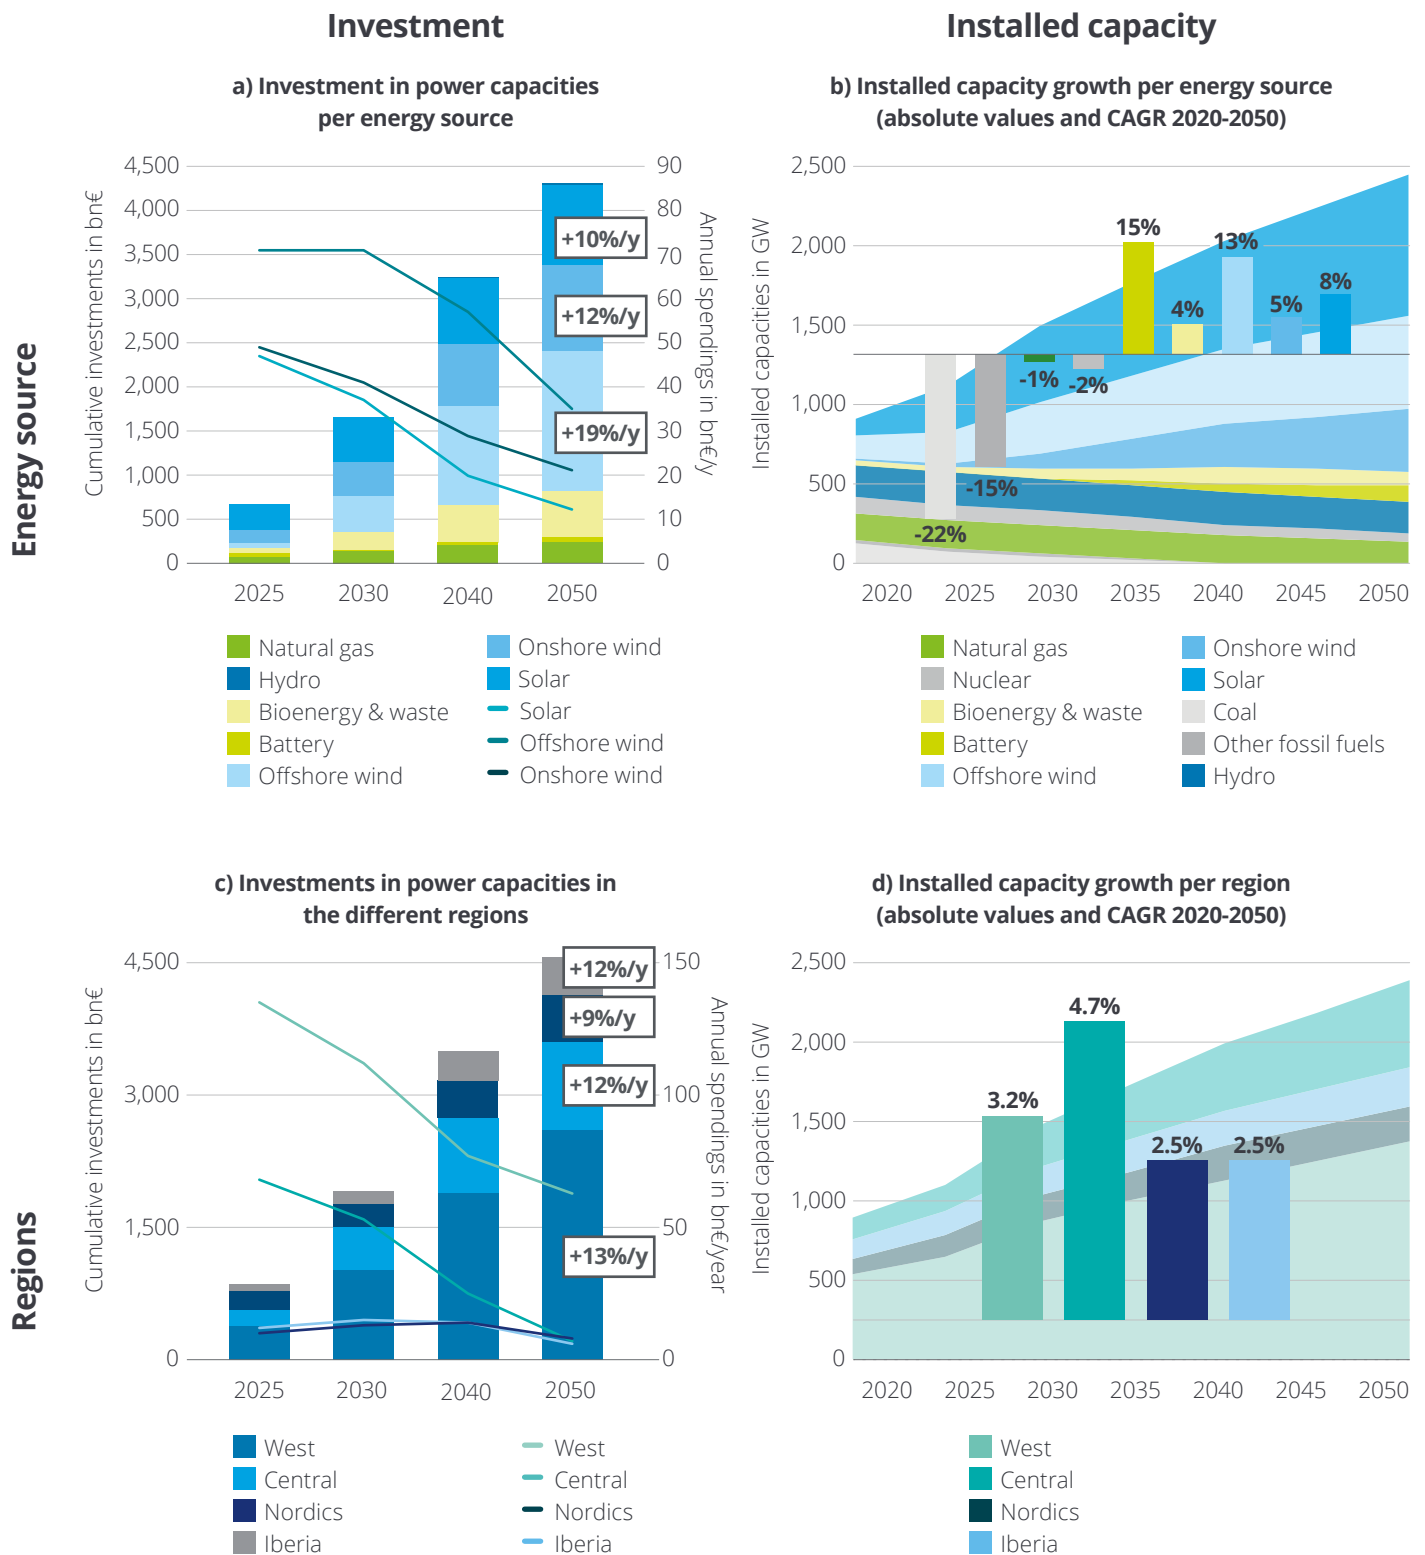 Investment
Installed capacity
Energy source
a) Investment in power capacities
per energy source
Cumulative investments in bn€
4,500
4,000
3,500
3,000
2,500
2,000
1,500
1,000
500
0
90
80
70
60
50
40
30
20
10
0
Annual spendings in bn€/y
+10%/y
+12%/y
+19%/y
2025
2030
2040
2050
Natural gas
Hydro
Bioenergy & waste
Battery
Offshore wind
Onshore wind
Solar
Solar
Offshore wind
Onshore wind
b) Installed capacity growth per energy source
(absolute values and CAGR 2020-2050)
Installed capacities in GW
2,500
2,000
1,500
1,000
500
0
-22%
-15%
-1%
-2%
15%
4%
13%
5%
8%
2020
2025
2030
2035
2040
2045
2050
Natural gas
Nuclear
Bioenergy & waste
Battery
Offshore wind
Onshore wind
Solar
Coal
Other fossil fuels
Hydro
Regions
c) Investments in power capacities in
the different regions
Cumulative investments in bn€
4,500
3,000
1,500
0
150
100
50
0
Annual spendings in bn€/year
+12%/y
+9%/y
+12%/y
+13%/y
2025
2030
2040
2050
West
Central
Nordics
Iberia
West
Central
Nordics
Iberia
d) Installed capacity growth per region
(absolute values and CAGR 2020-2050)
Installed capacities in GW
2,500
2,000
1,500
1,000
500
0
3.2%
4.7%
2.5%
2.5%
2020
2025
2030
2035
2040
2045
2050
West
Central
Nordics
Iberia